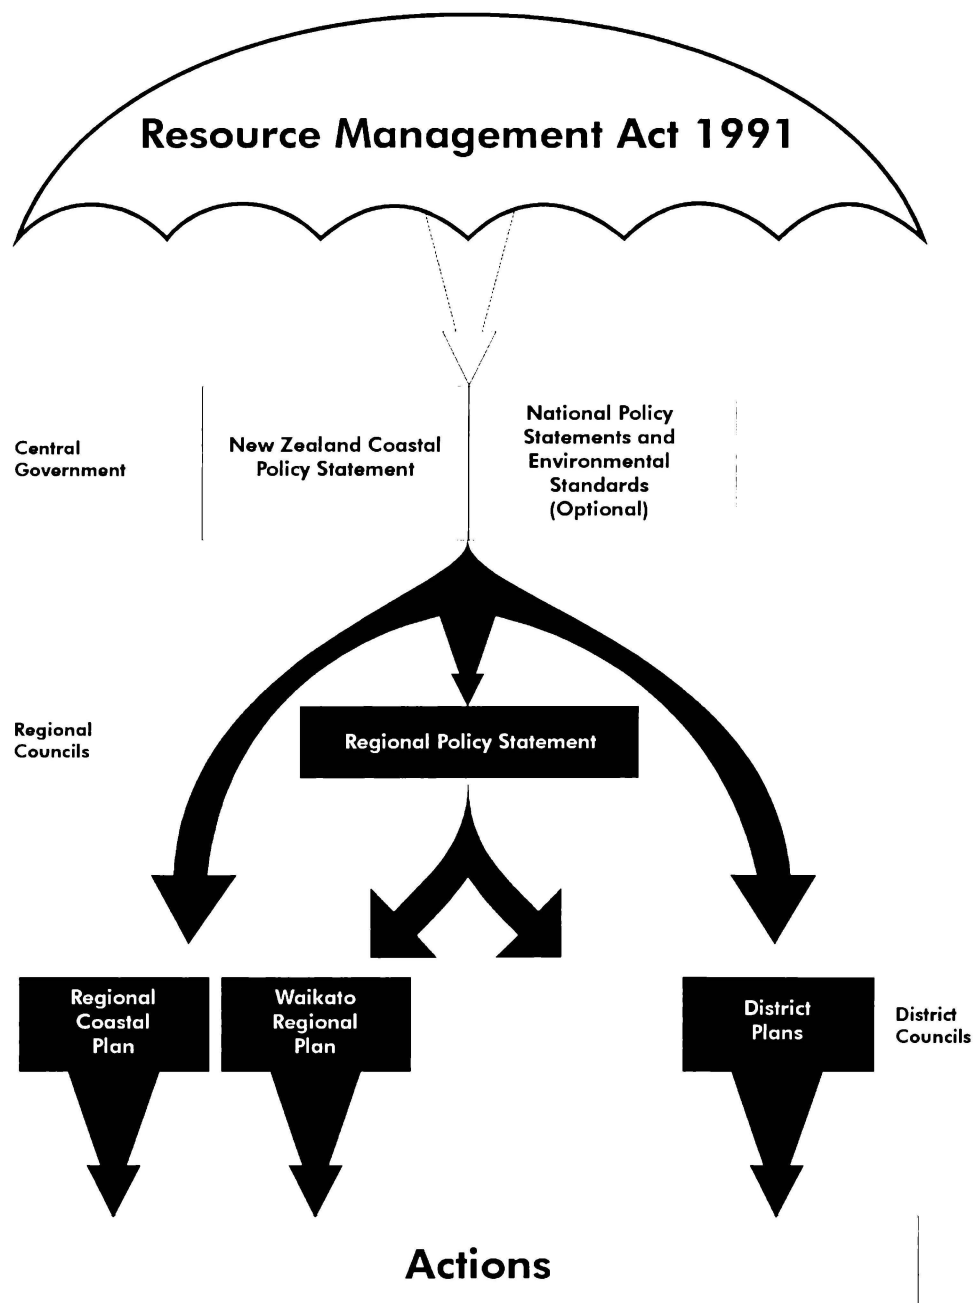 Resource Management Act 1991
Central
Government
New Zealand Coastal
Policy Statement
National Policy
Statements and
Environmental
Standards
(Optional)
Regional
Councils
Regional Policy Statement
Regional
Coastal
Plan
Waikato
Regional
Plan
District
Plans
District
Councils
Actions